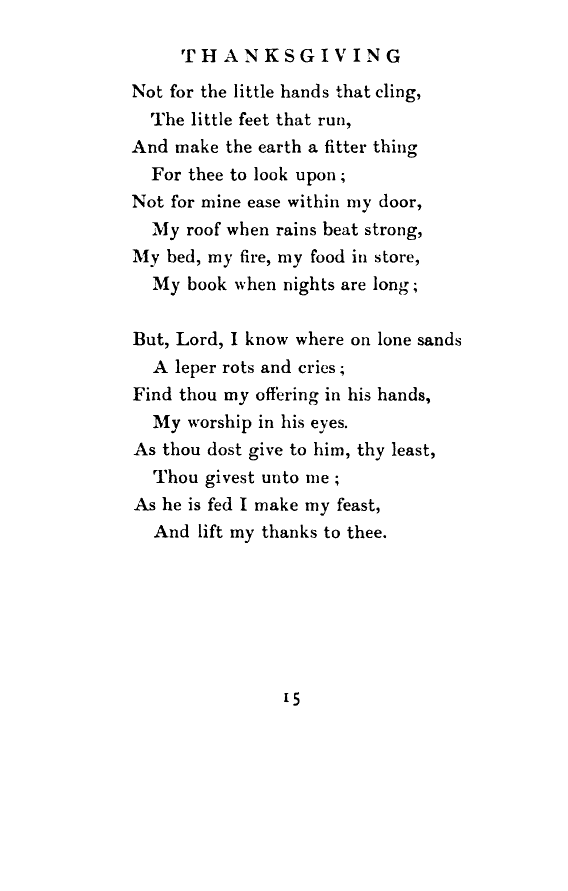 THANKSGIVING
Not for the little hands that cling,
The little feet that run,
And make the earth a fitter thing
For thee to look upon ;
Not for mine ease within my door,
My roof when rains beat strong,
My bed, my fire, my food in store,
My book when nights are long ;
But, Lord, I know where on lone sands
A leper rots and cries ;
Find thou my offering in his hands,
My worship in his eyes.
As thou dost give to him, thy least,
Thou givest unto me ;
As he is fed I make my feast,
And lift my thanks to thee.
15